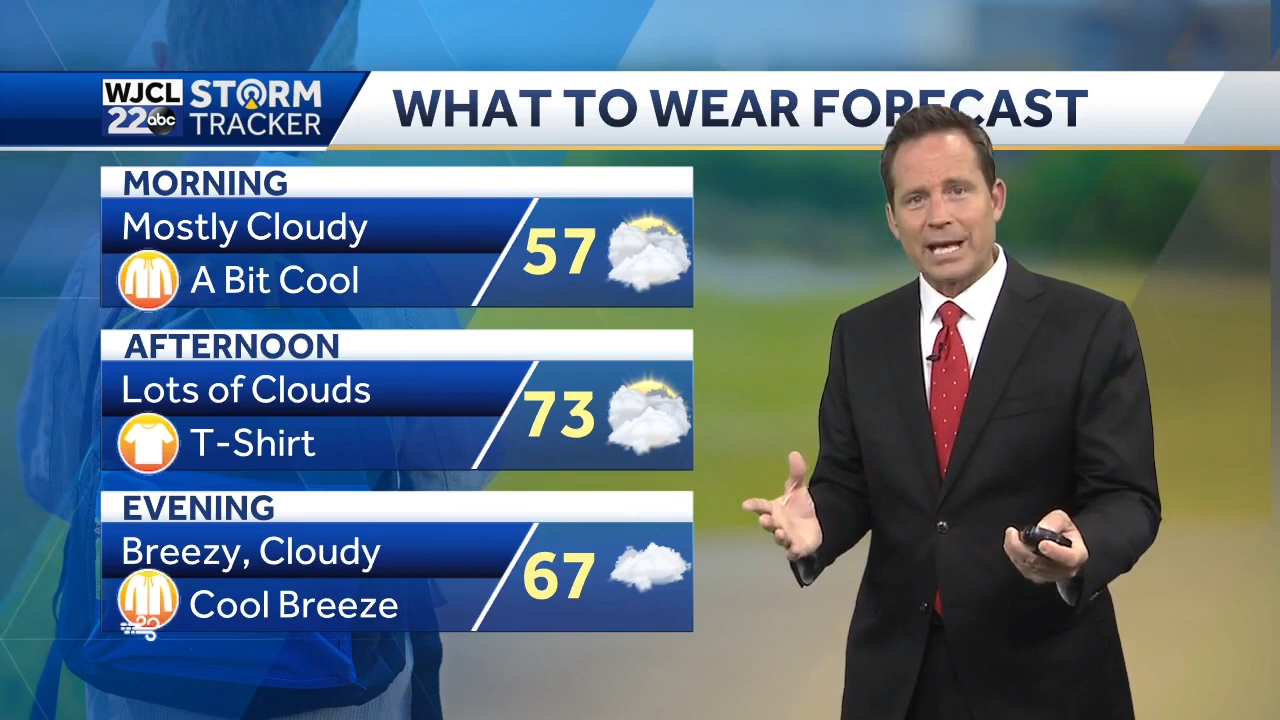 WJCL
22 abc
STORM
TRACKER
WHAT TO WEAR FORECAST
MORNING
Mostly Cloudy
A Bit Cool
57
AFTERNOON
Lots of Clouds
T-Shirt
73
EVENING
Breezy, Cloudy
Cool Breeze
67